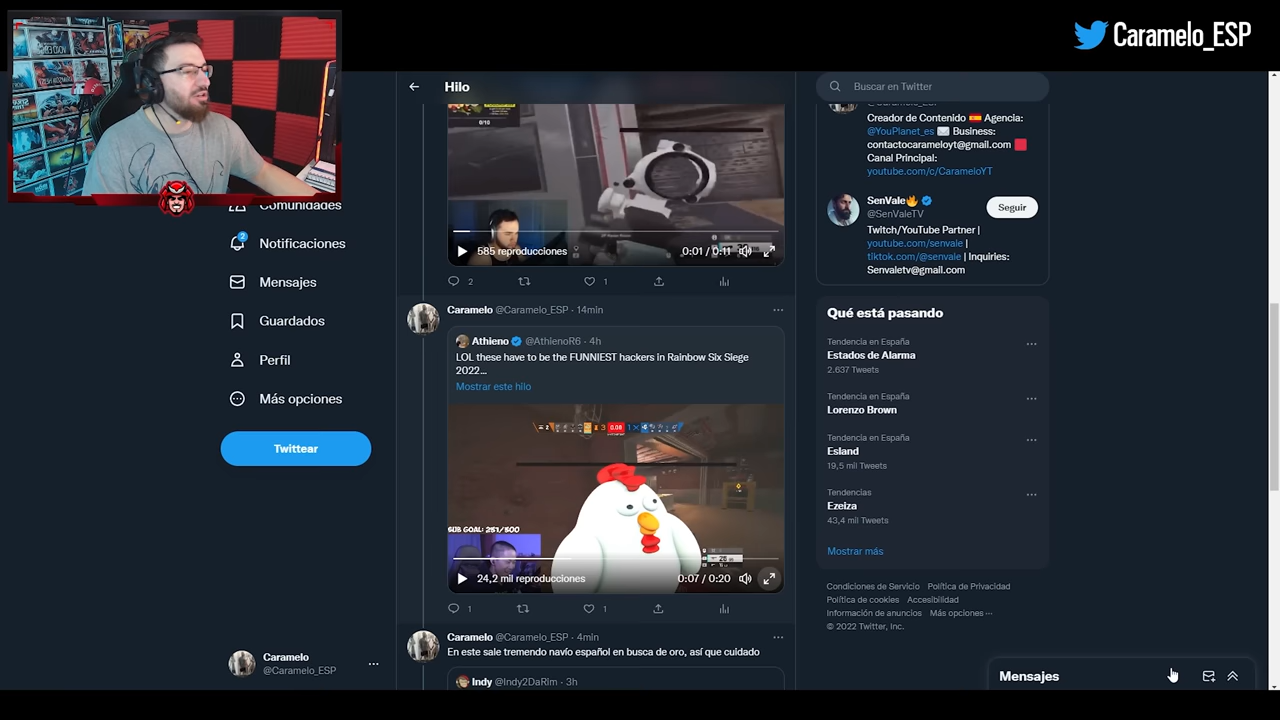 Caramelo_ESP
Hilo
Buscar en Twitter
0/10
585 reproducciones
0:01 / 0:11
2
1
Comunidades
2
Notificaciones
Mensajes
Guardados
Perfil
Más opciones
Twittear
Caramelo @Caramelo_ESP · 14min
Athieno @AthienoR6 · 4h
LOL these have to be the FUNNIEST hackers in Rainbow Six Siege
2022...
Mostrar este hilo
3 0:09 1
SUB GOAL: 251/500
24,2 mil reproducciones
0:07 / 0:20
1
1
Caramelo @Caramelo_ESP · 4min
En este sale tremendo navío español en busca de oro, así que cuidado
Indy @Indy2DaRlm · 3h
Caramelo
@Caramelo_ESP
@Caramelo_ESP
Creador de Contenido 🇪🇸 Agencia:
@YouPlanet_es ✉️ Business:
contactocarameloyt@gmail.com 🟥
Canal Principal:
youtube.com/c/CarameloYT
SenVale🔥
@SenValeTV
Seguir
Twitch/YouTube Partner |
youtube.com/senvale |
tiktok.com/@senvale | Inquiries:
Senvaletv@gmail.com
Qué está pasando
Tendencia en España
Estados de Alarma
2.637 Tweets
Tendencia en España
Lorenzo Brown
Tendencia en España
Esland
19,5 mil Tweets
Tendencias
Ezeiza
43,4 mil Tweets
Mostrar más
Condiciones de Servicio Política de Privacidad
Política de cookies Accesibilidad
Información de anuncios Más opciones ···
© 2022 Twitter, Inc.
Mensajes